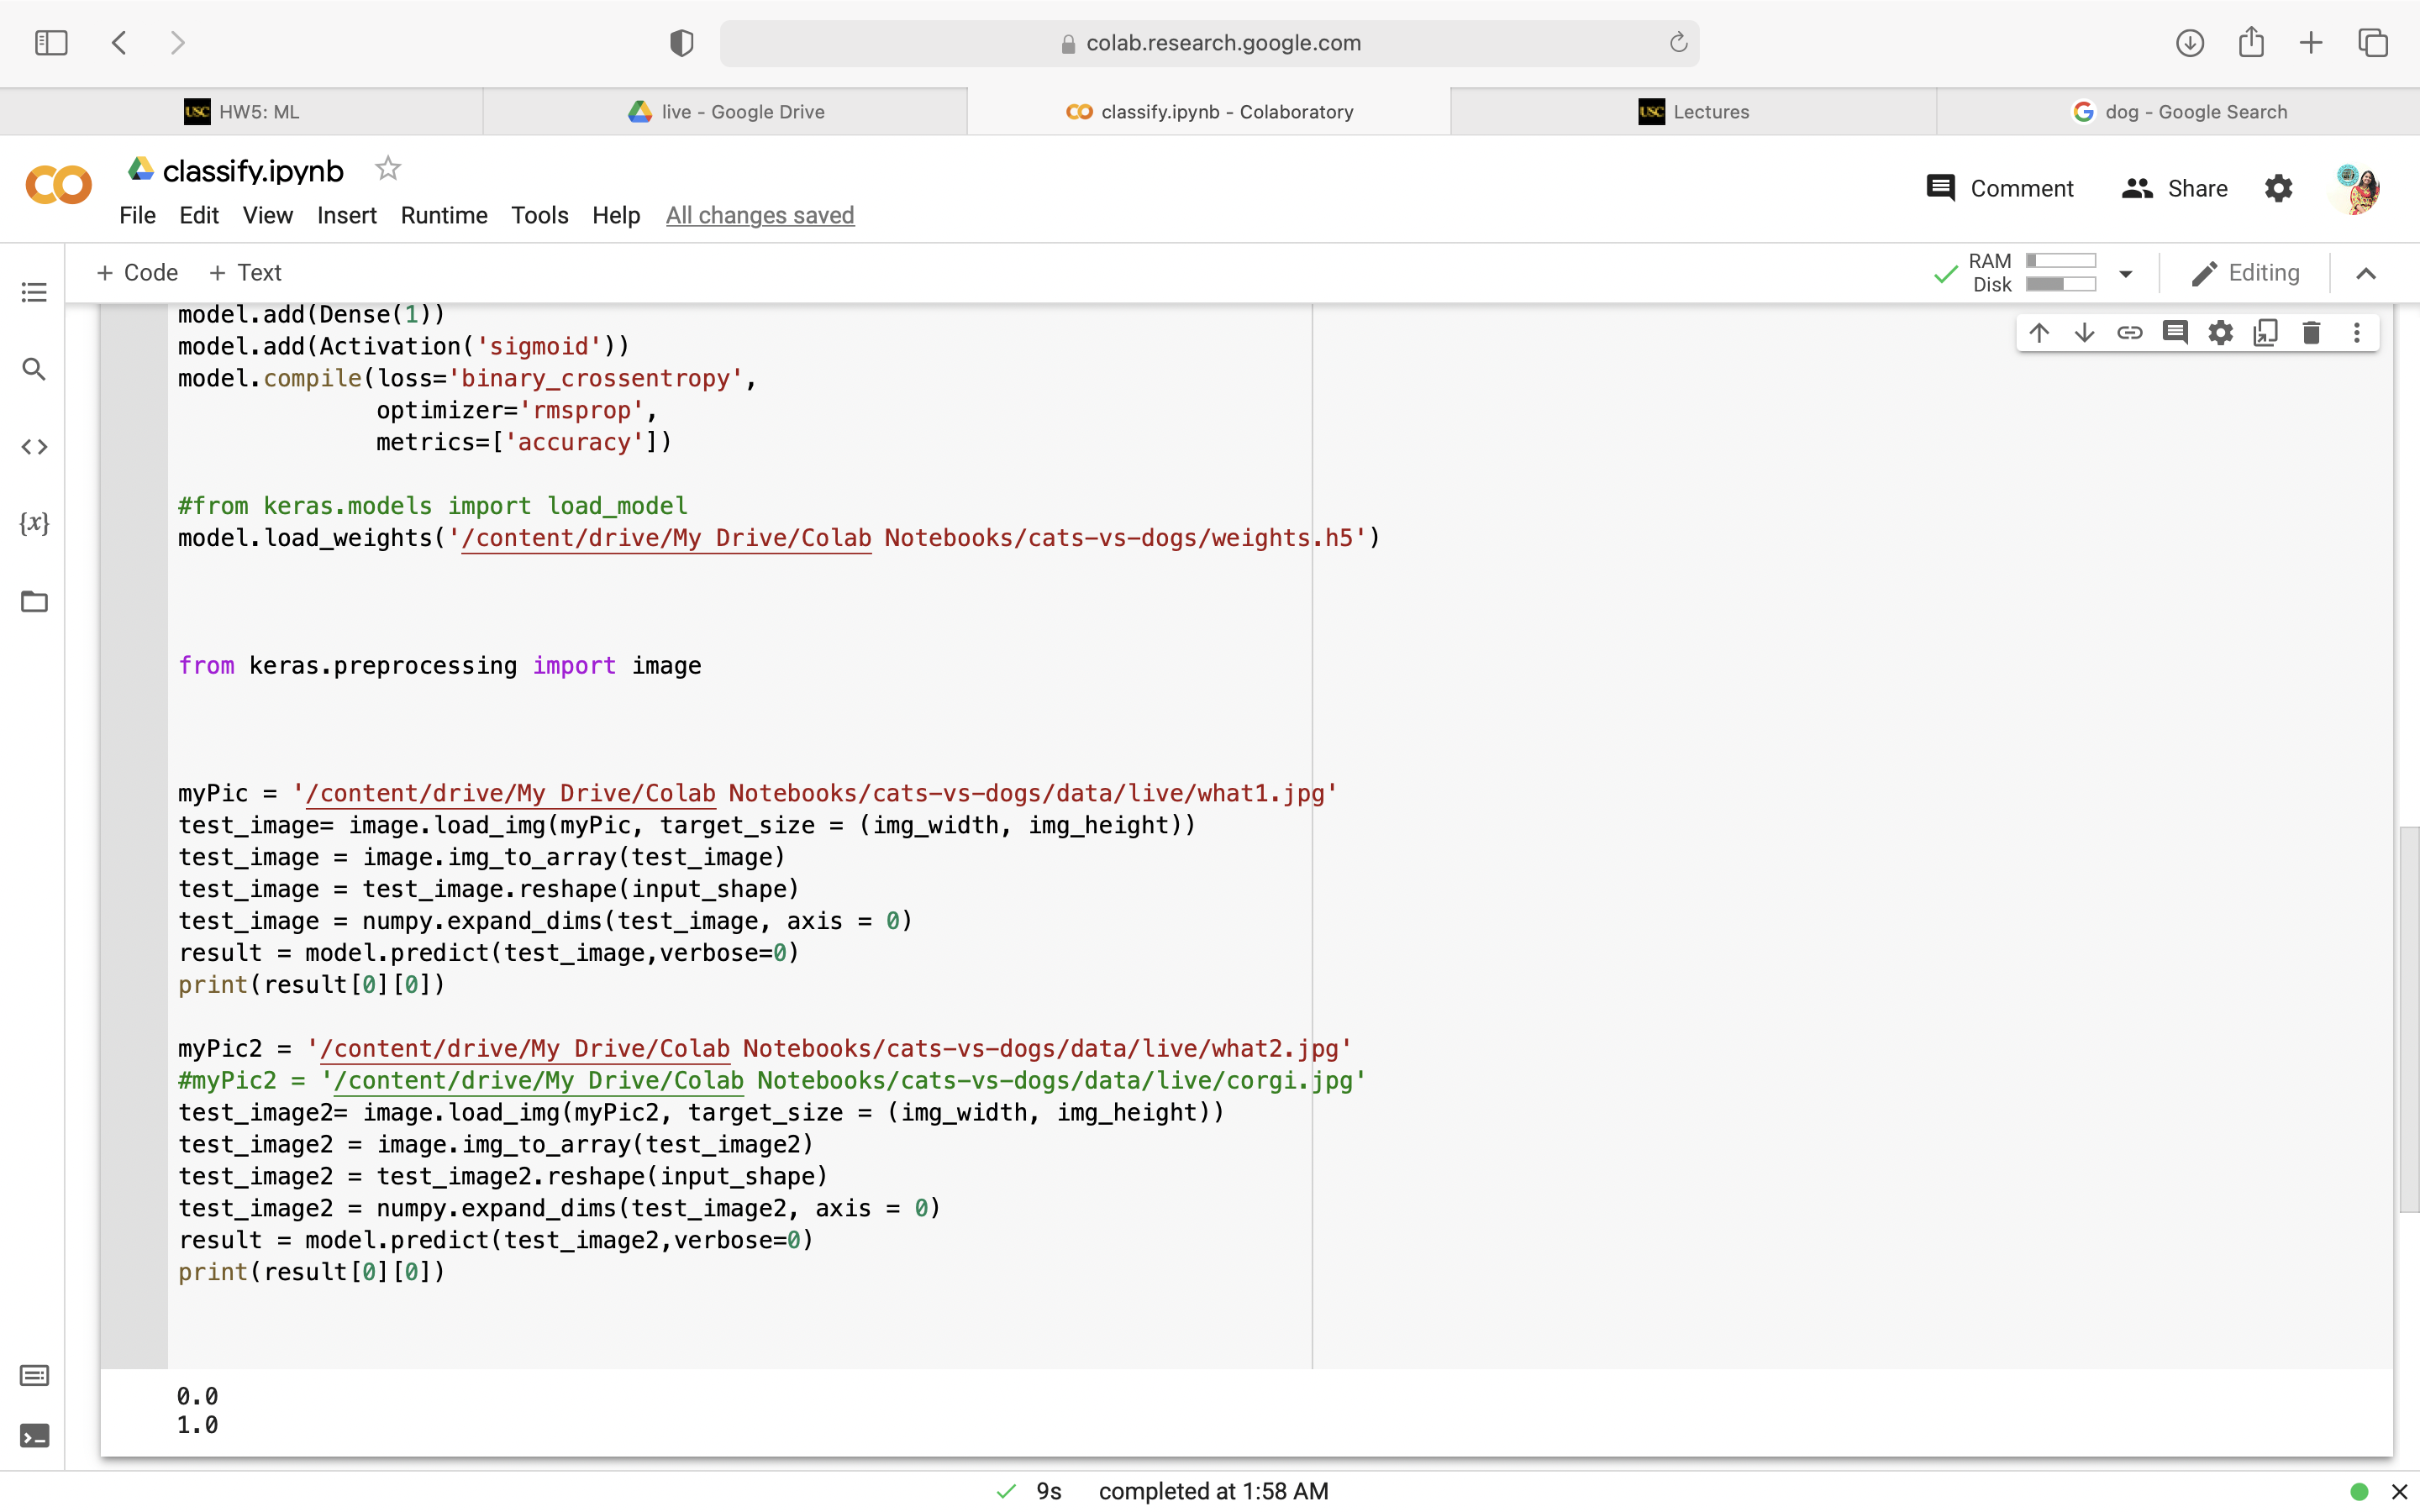 colab.research.google.com
USC HW5: ML
live - Google Drive
classify.ipynb - Colaboratory
USC Lectures
dog - Google Search
classify.ipynb
Comment
Share
File Edit View Insert Runtime Tools Help All changes saved
+ Code + Text
RAM
Disk
Editing
model.add(Dense(1))
model.add(Activation('sigmoid'))
model.compile(loss='binary_crossentropy',
              optimizer='rmsprop',
              metrics=['accuracy'])
#from keras.models import load_model
model.load_weights('/content/drive/My Drive/Colab Notebooks/cats-vs-dogs/weights.h5')
from keras.preprocessing import image
myPic = '/content/drive/My Drive/Colab Notebooks/cats-vs-dogs/data/live/what1.jpg'
test_image= image.load_img(myPic, target_size = (img_width, img_height))
test_image = image.img_to_array(test_image)
test_image = test_image.reshape(input_shape)
test_image = numpy.expand_dims(test_image, axis = 0)
result = model.predict(test_image,verbose=0)
print(result[0][0])
myPic2 = '/content/drive/My Drive/Colab Notebooks/cats-vs-dogs/data/live/what2.jpg'
#myPic2 = '/content/drive/My Drive/Colab Notebooks/cats-vs-dogs/data/live/corgi.jpg'
test_image2= image.load_img(myPic2, target_size = (img_width, img_height))
test_image2 = image.img_to_array(test_image2)
test_image2 = test_image2.reshape(input_shape)
test_image2 = numpy.expand_dims(test_image2, axis = 0)
result = model.predict(test_image2,verbose=0)
print(result[0][0])
0.0
1.0
9s completed at 1:58 AM